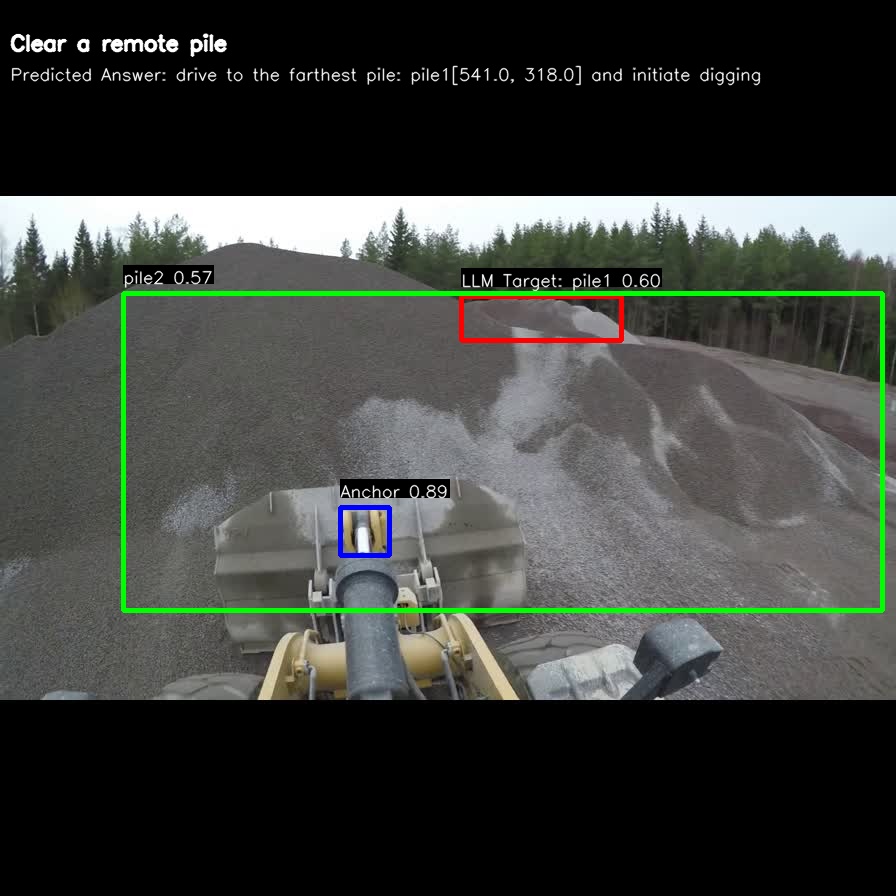 Clear a remote pile
Predicted Answer: drive to the farthest pile: pile1[541.0, 318.0] and initiate digging
pile2 0.57
LLM Target: pile1 0.60
Anchor 0.89